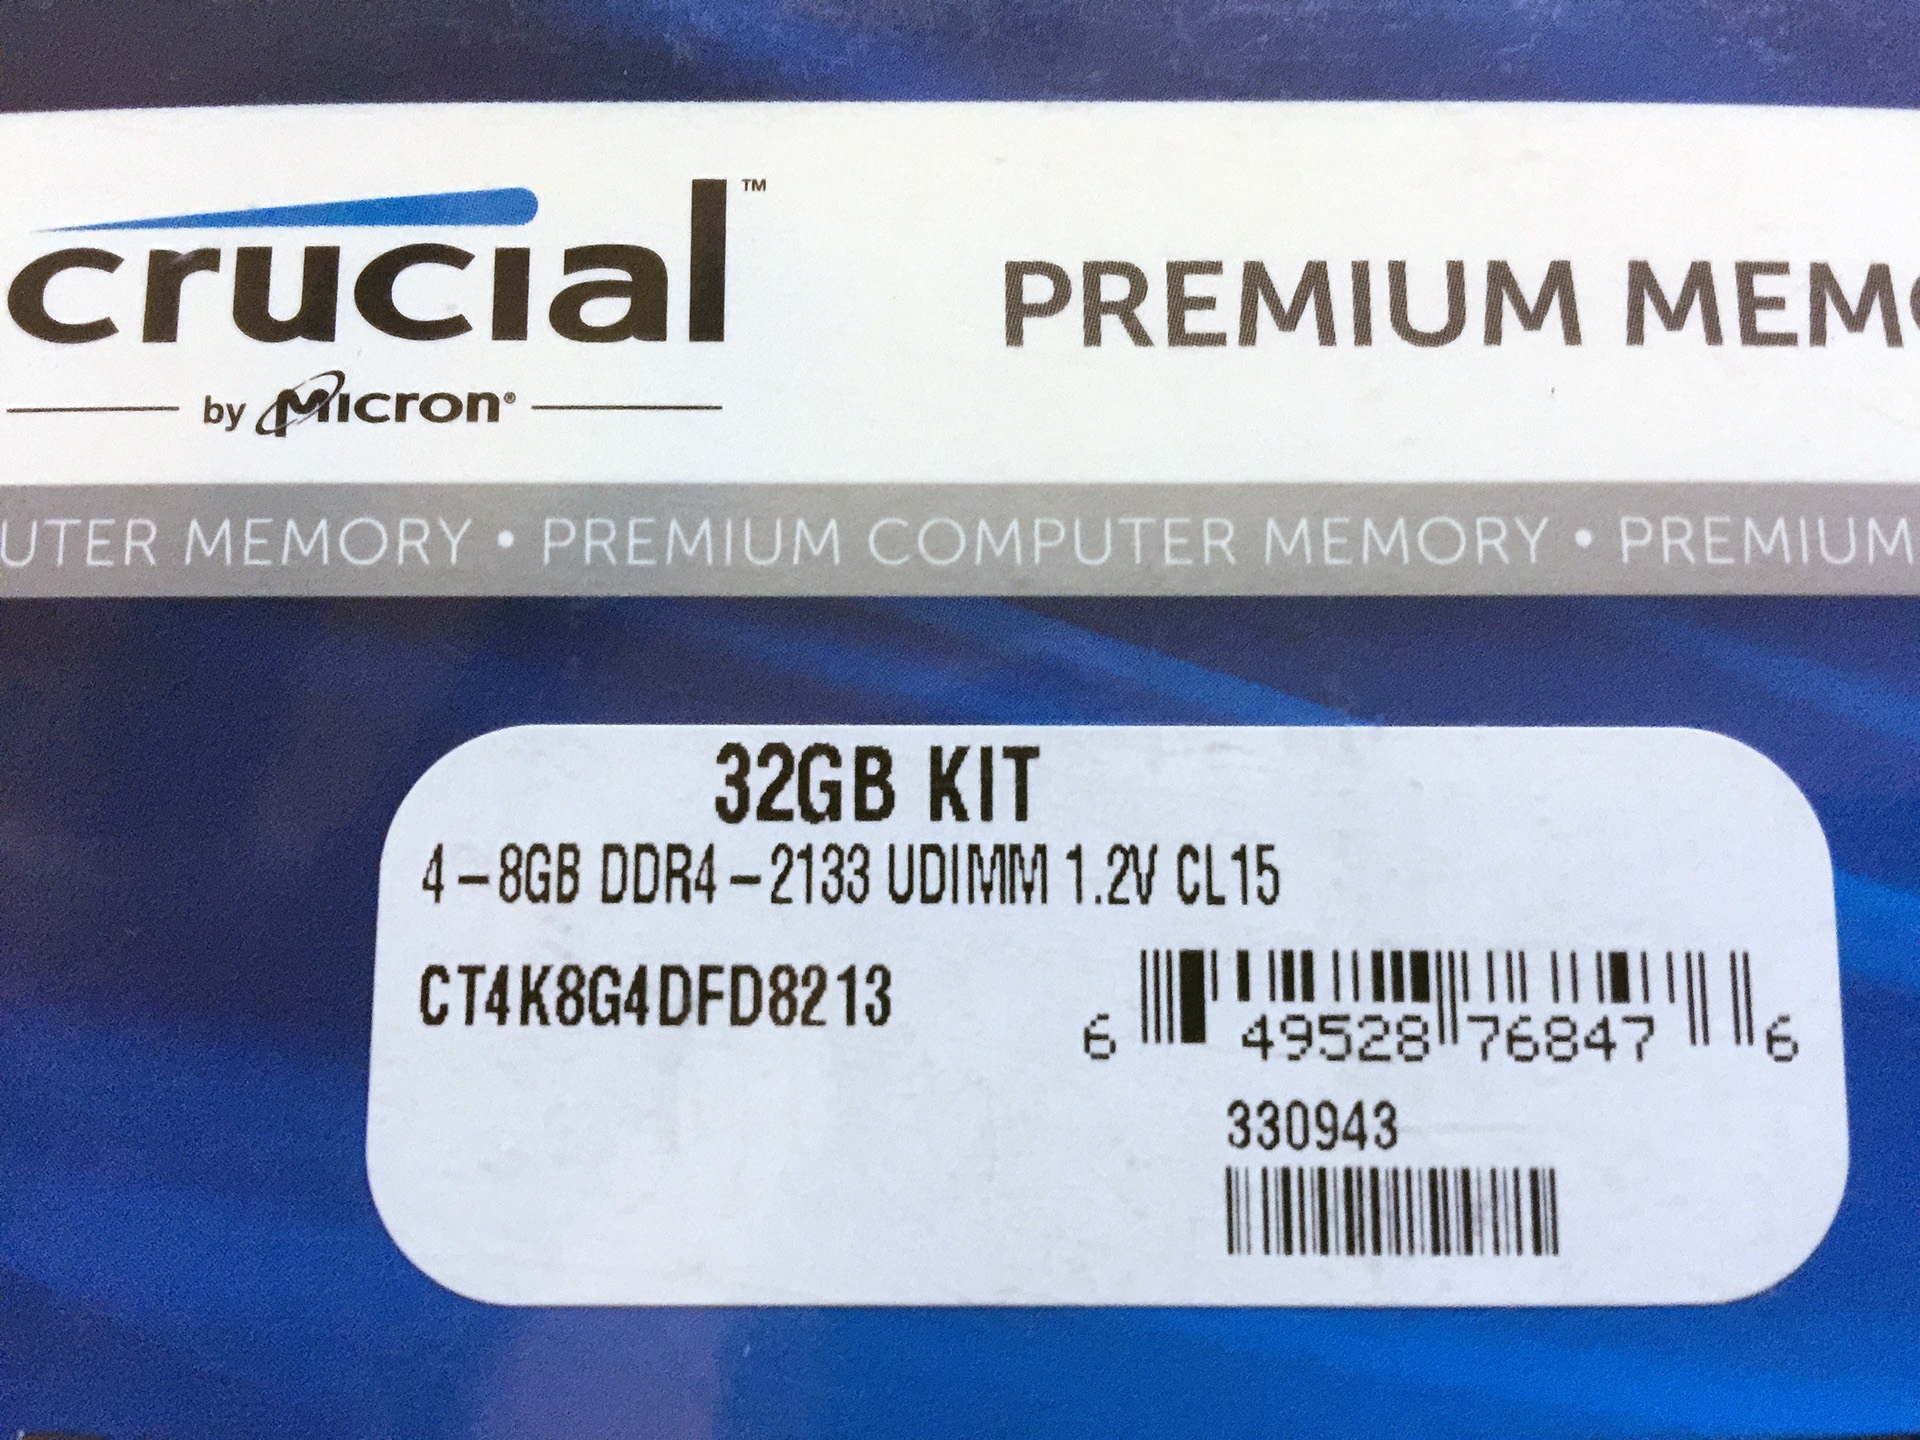 crucial™
by Micron®
PREMIUM MEMO
UTER MEMORY • PREMIUM COMPUTER MEMORY • PREMIUM
32GB KIT
4-8GB DDR4-2133 UDIMM 1.2V CL15
CT4K8G4DFD8213
6 49528 76847 6
330943